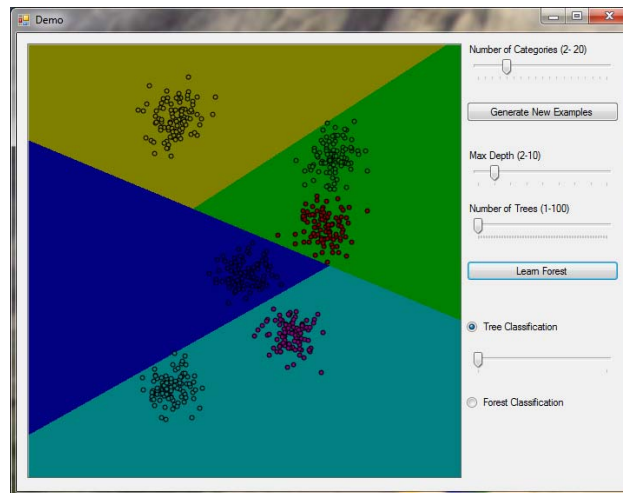 Demo
Number of Categories (2- 20)
Generate New Examples
Max Depth (2-10)
Number of Trees (1-100)
Learn Forest
Tree Classification
Forest Classification